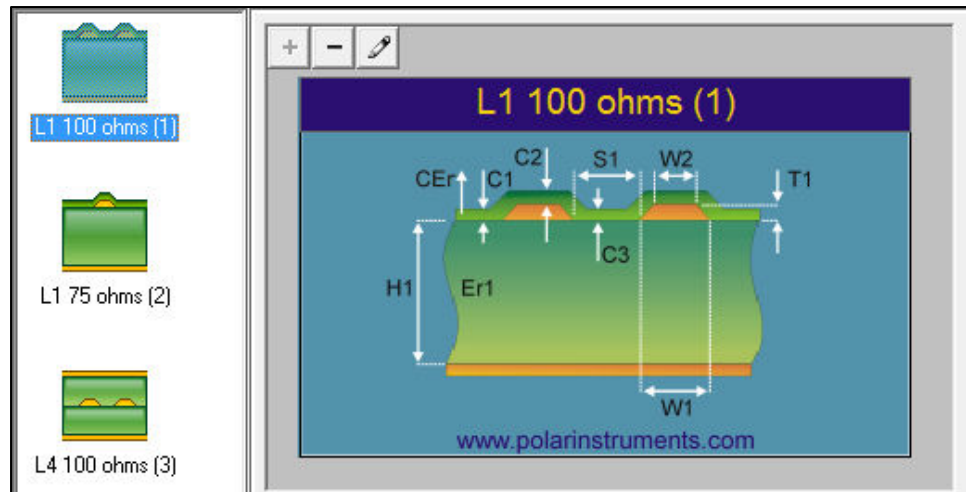 L1 100 ohms (1)
L1 75 ohms (2)
L4 100 ohms (3)
L1 100 ohms (1)
C2 S1 W2
CEr C1 T1
C3
H1 Er1
W1
www.polarinstruments.com